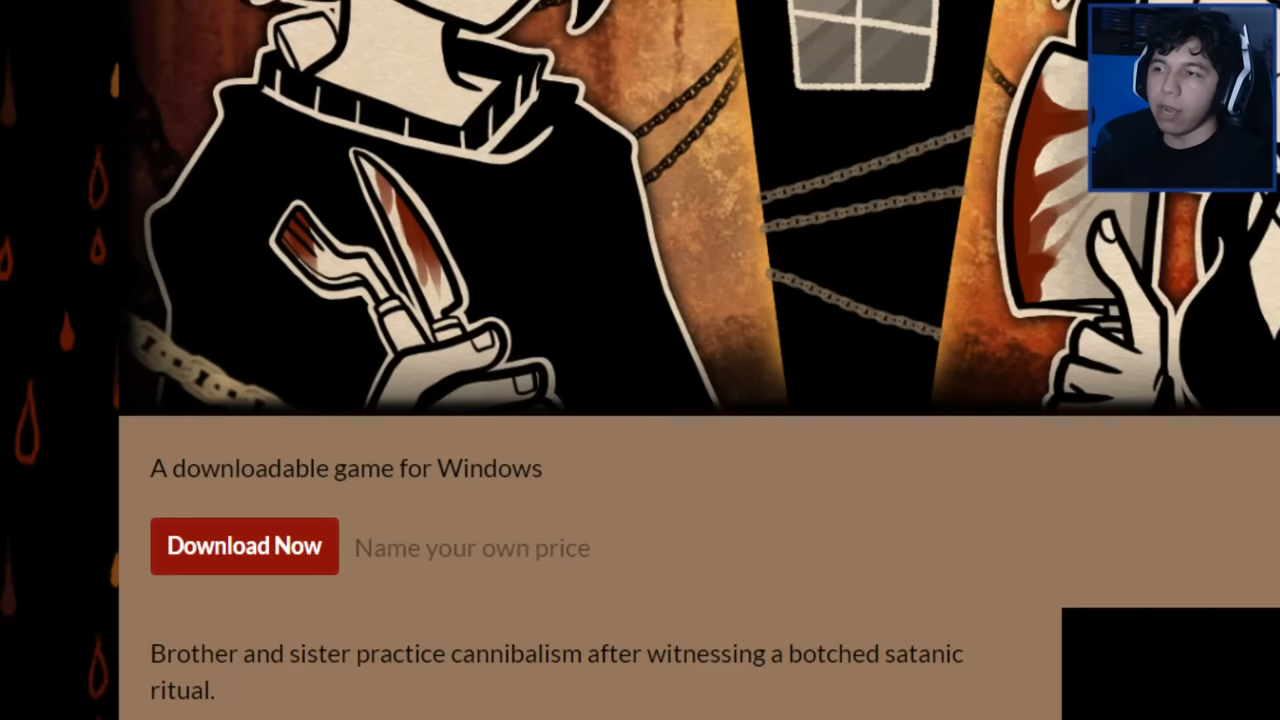 A downloadable game for Windows
Download Now
Name your own price
Brother and sister practice cannibalism after witnessing a botched satanic
ritual.